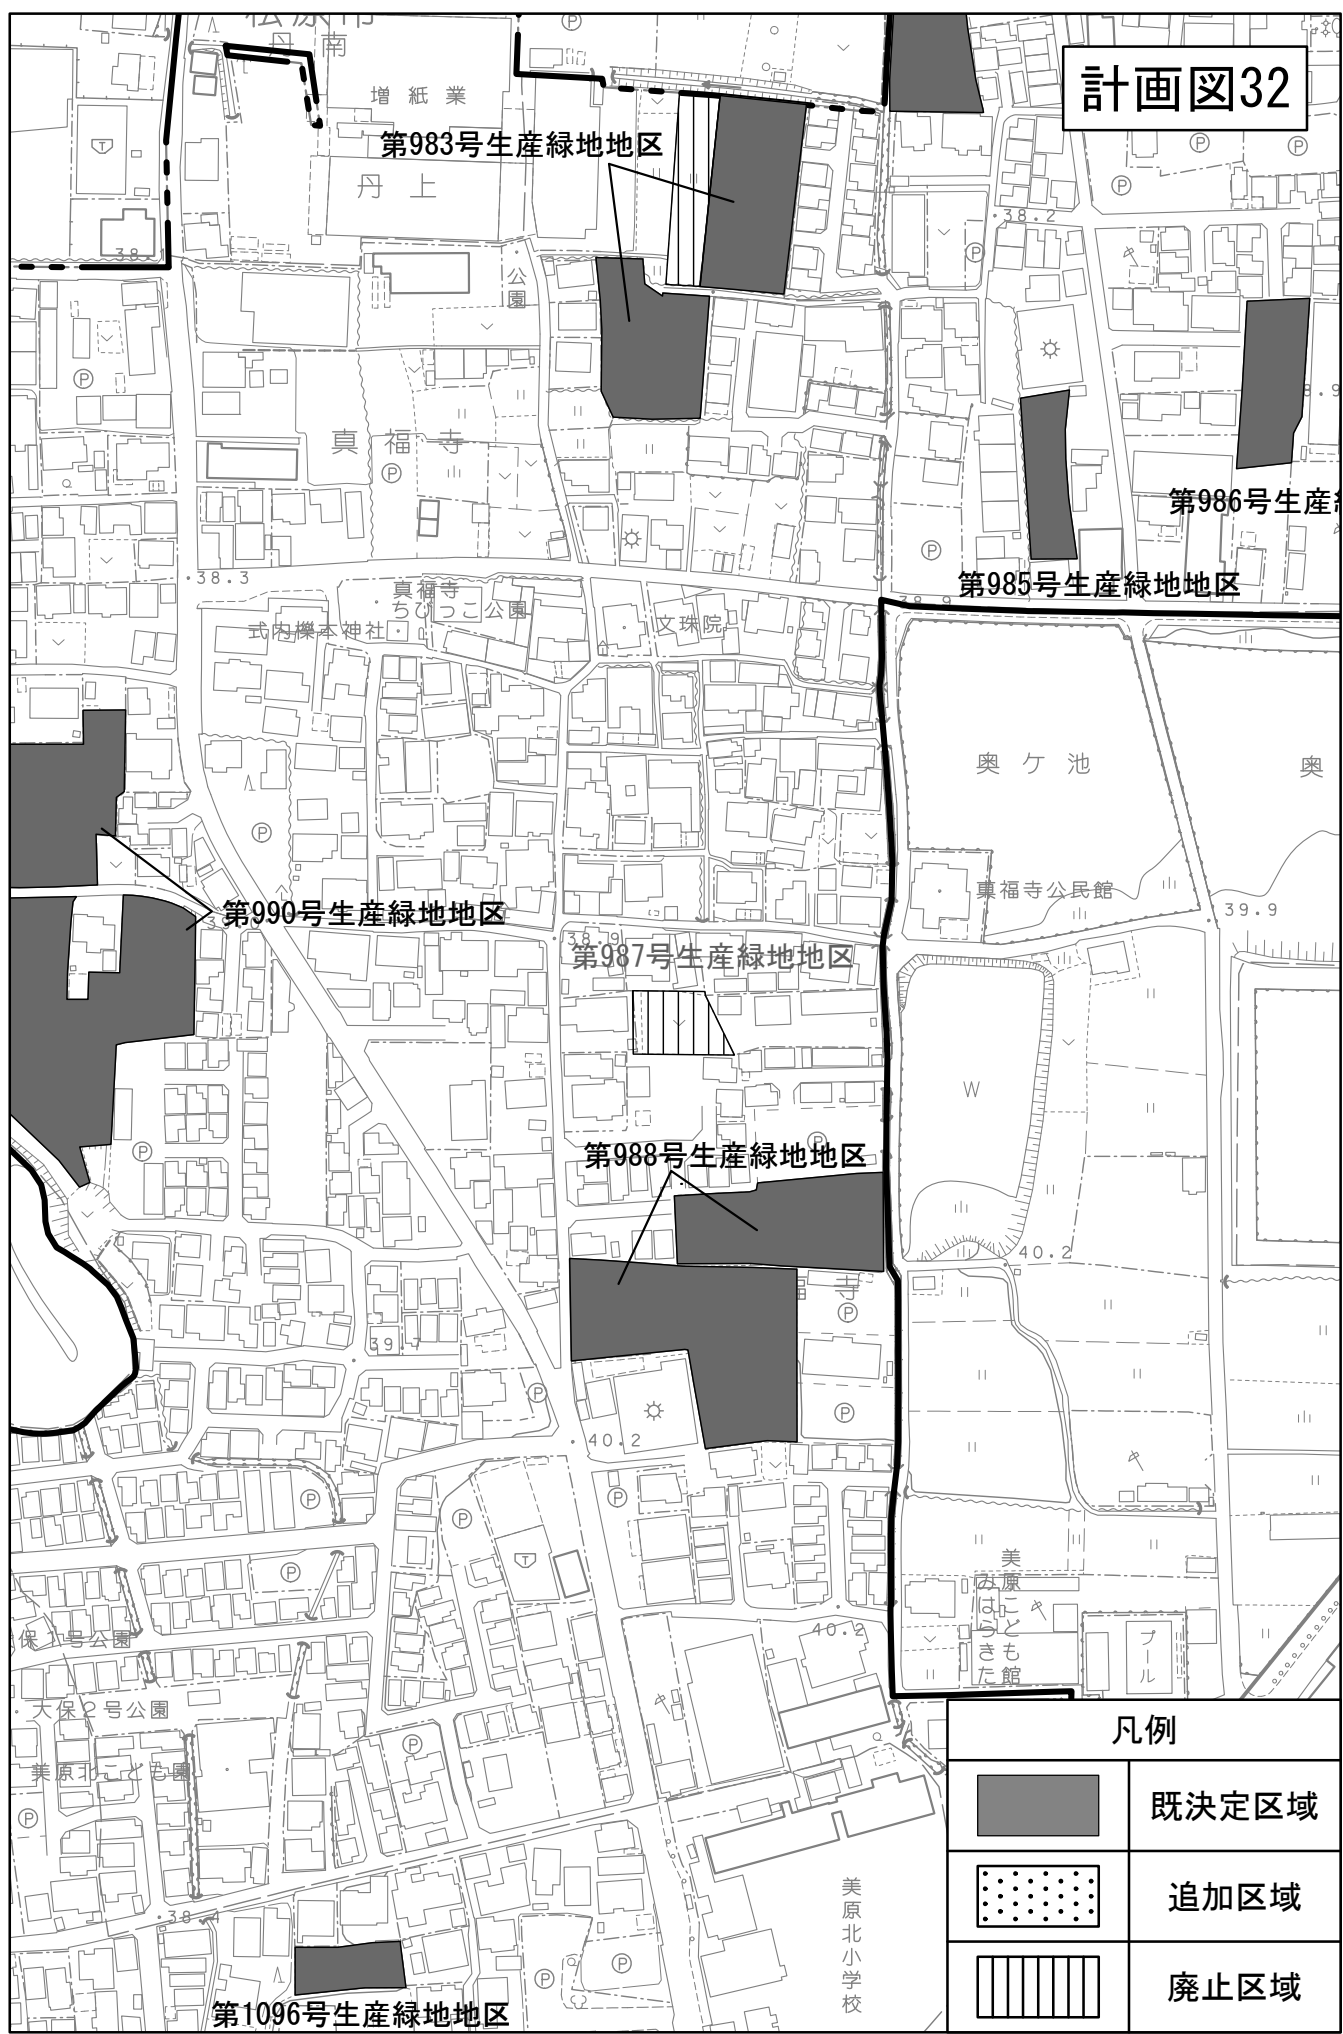 計画図32
丹南
増紙業
第983号生産緑地地区
丹上
38.2
公園
真福寺
第986号生産
38.3
第985号生産緑地地区
真福寺
ちびっこ公園
式内櫟本神社
文珠院
奥ケ池
奥
真福寺公民館
39.9
第990号生産緑地地区
38.9
第987号生産緑地地区
W
第988号生産緑地地区
40.2
寺
39.7
40.2
美原こども館
みはらきた
プール
40.2
保1号公園
大保2号公園
美原北こども園
38.4
美原北小学校
第1096号生産緑地地区
凡例
既決定区域
追加区域
廃止区域